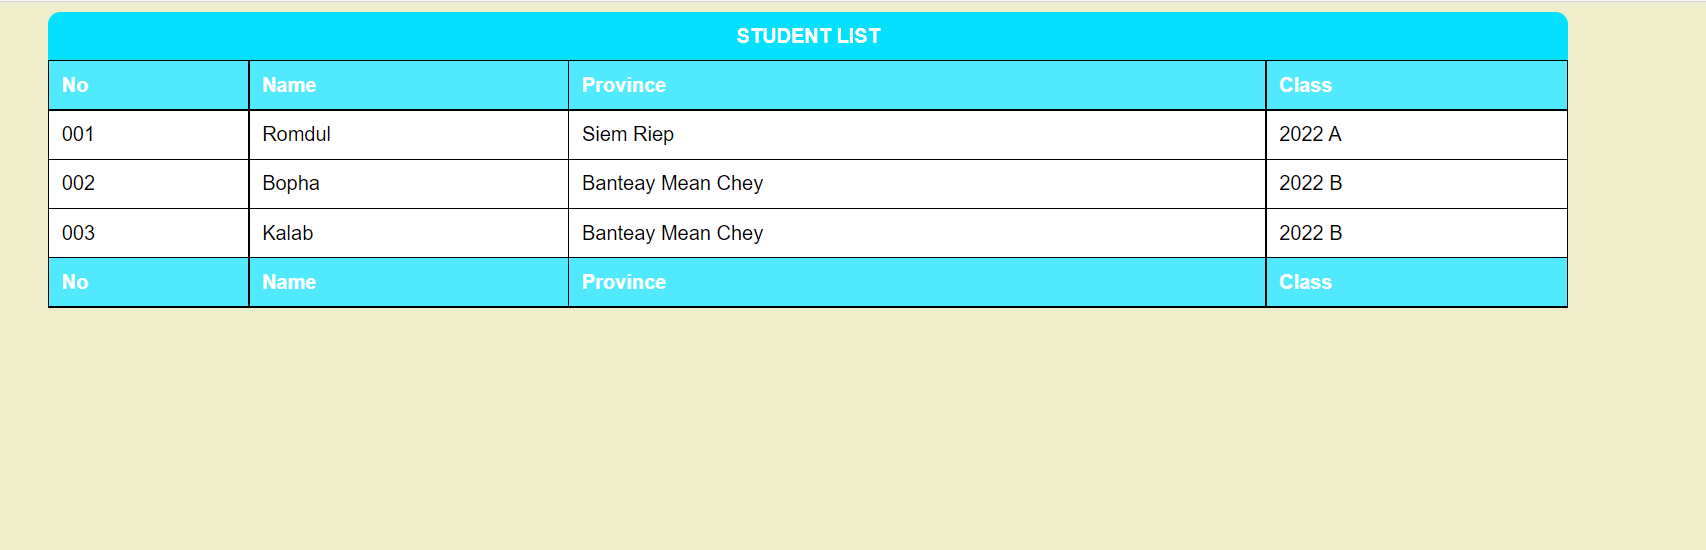 STUDENT LIST
No Name Province Class
001 Romdul Siem Riep 2022 A
002 Bopha Banteay Mean Chey 2022 B
003 Kalab Banteay Mean Chey 2022 B
No Name Province Class